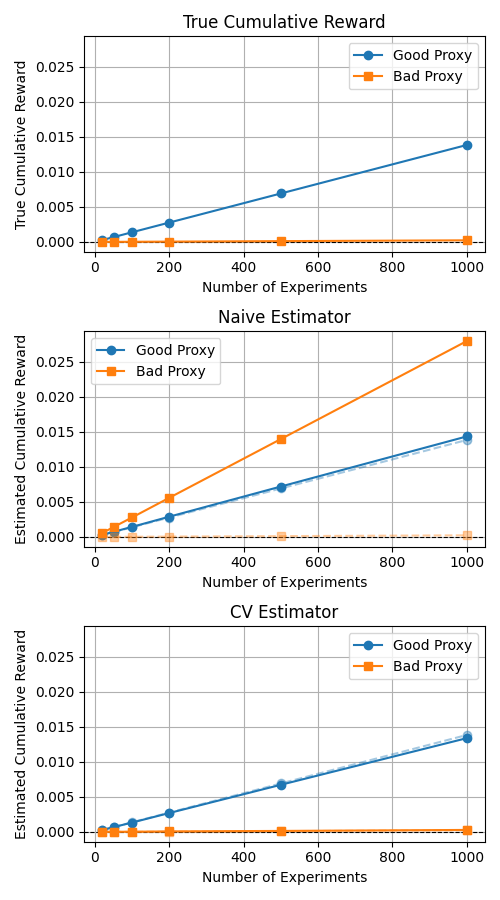 True Cumulative Reward
True Cumulative Reward
0.025
0.020
0.015
0.010
0.005
0.000
Good Proxy
Bad Proxy
0 200 400 600 800 1000
Number of Experiments
Naive Estimator
Estimated Cumulative Reward
0.025
0.020
0.015
0.010
0.005
0.000
Good Proxy
Bad Proxy
0 200 400 600 800 1000
Number of Experiments
CV Estimator
Estimated Cumulative Reward
0.025
0.020
0.015
0.010
0.005
0.000
Good Proxy
Bad Proxy
0 200 400 600 800 1000
Number of Experiments